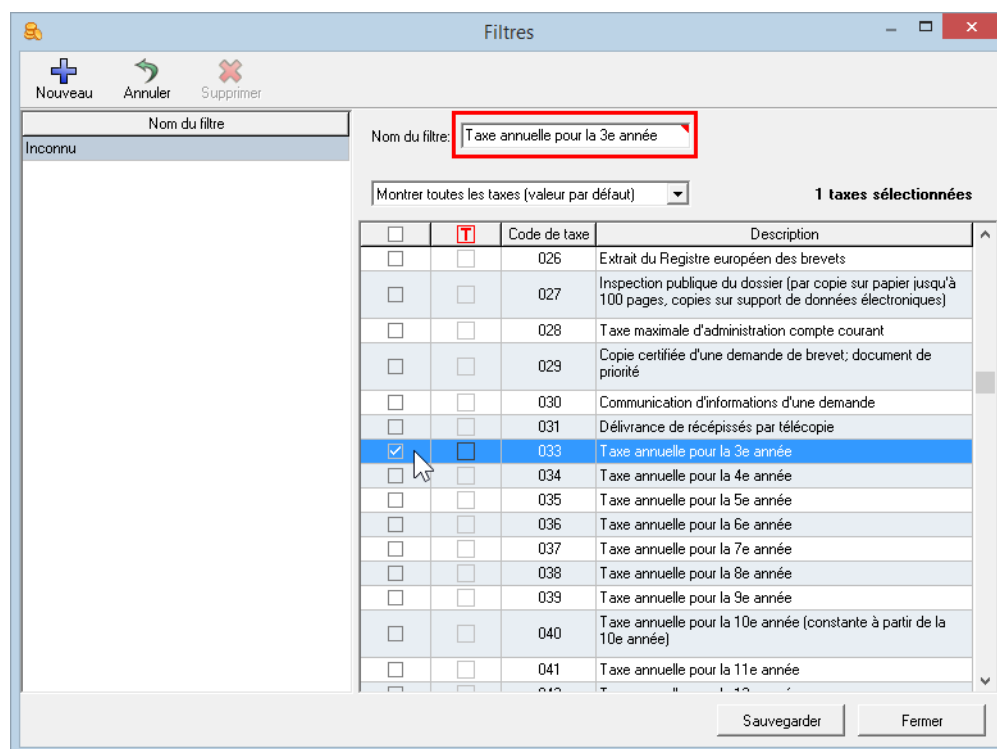 Filtres
Nouveau Annuler Supprimer
Nom du filtre
Inconnu
Nom du filtre: Taxe annuelle pour la 3e année
Montrer toutes les taxes (valeur par défaut) 1 taxes sélectionnées
T Code de taxe Description
026 Extrait du Registre européen des brevets
027 Inspection publique du dossier (par copie sur papier jusqu'à
100 pages, copies sur support de données électroniques)
028 Taxe maximale d'administration compte courant
029 Copie certifiée d'une demande de brevet; document de
priorité
030 Communication d'informations d'une demande
031 Délivrance de récépissés par télécopie
033 Taxe annuelle pour la 3e année
034 Taxe annuelle pour la 4e année
035 Taxe annuelle pour la 5e année
036 Taxe annuelle pour la 6e année
037 Taxe annuelle pour la 7e année
038 Taxe annuelle pour la 8e année
039 Taxe annuelle pour la 9e année
040 Taxe annuelle pour la 10e année (constante à partir de la
10e année)
041 Taxe annuelle pour la 11e année
Sauvegarder Fermer